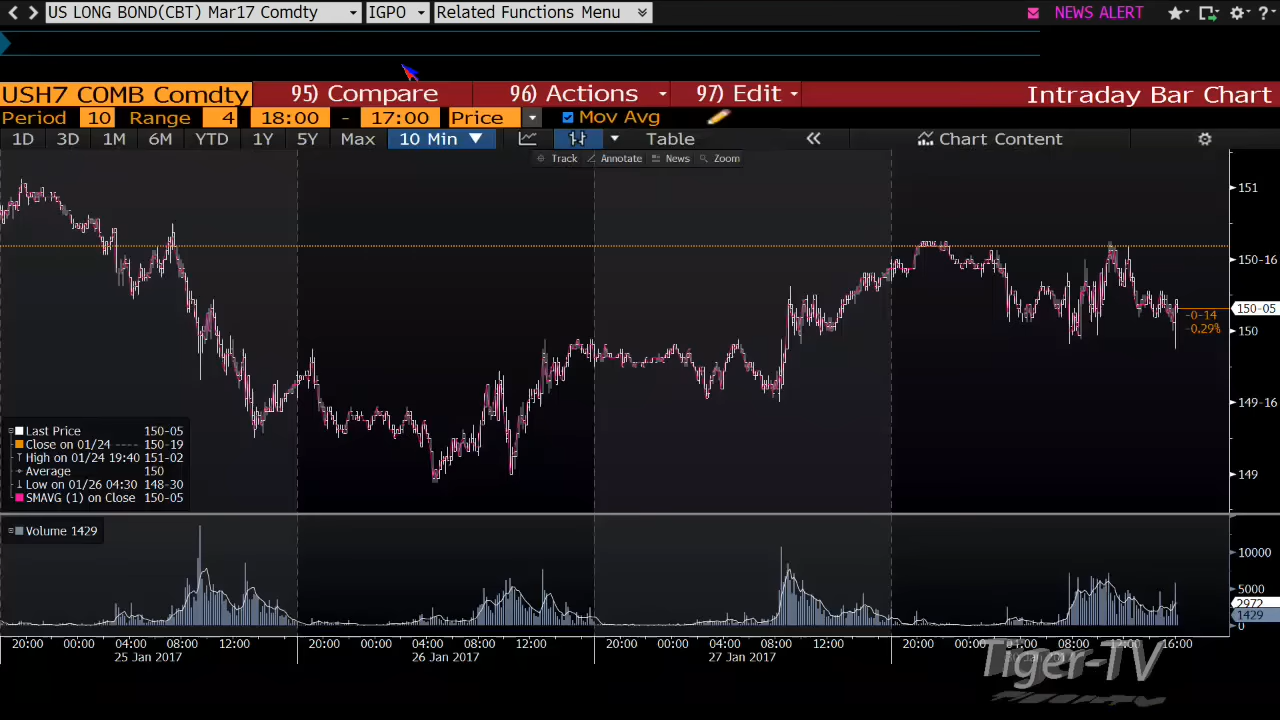 US LONG BOND(CBT) Mar17 Comdty IGPO Related Functions Menu NEWS ALERT ?
USH7 COMB Comdty 95) Compare 96) Actions 97) Edit Intraday Bar Chart
Period 10 Range 4 18:00 - 17:00 Price Mov Avg
1D 3D 1M 6M YTD 1Y 5Y Max 10 Min Table Chart Content
Track Annotate News Zoom
151
150-16
150-05
-0-14
-0.29%
150
149-16
149
Last Price 150-05
Close on 01/24 ---- 150-19
High on 01/24 19:40 151-02
Average 150
Low on 01/26 04:30 148-30
SMAVG (1) on Close 150-05
Volume 1429
10000
5000
2972
1429
0
20:00 00:00 04:00 08:00 12:00 20:00 00:00 04:00 08:00 12:00 20:00 00:00 04:00 08:00 12:00 20:00 00:00 04:00 08:00 12:00 16:00
25 Jan 2017 26 Jan 2017 27 Jan 2017
Tiger-TV